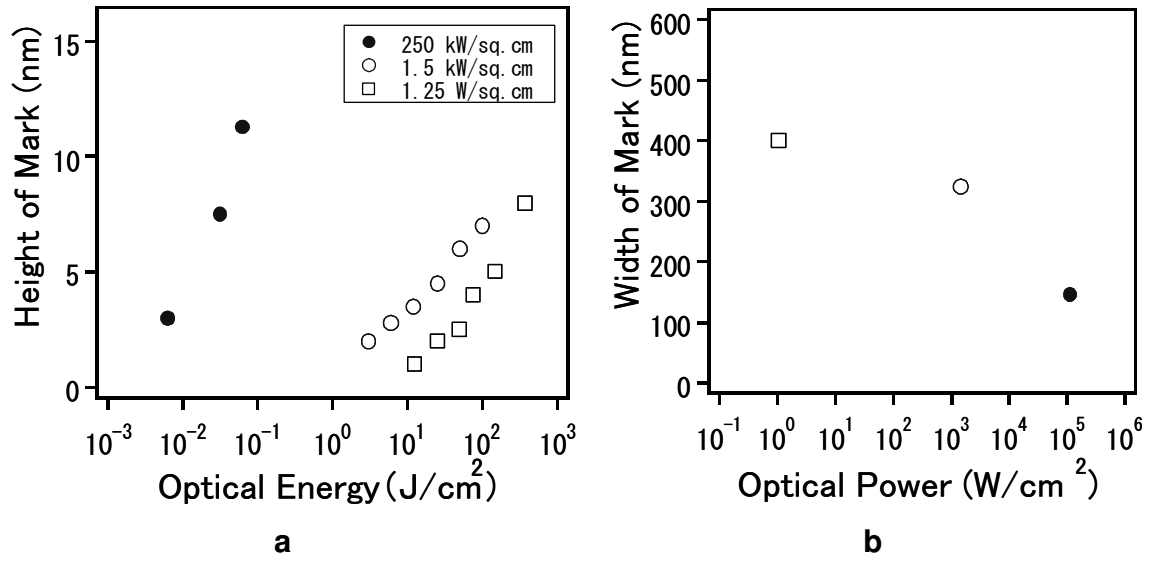 Height of Mark (nm)
15
10
5
0
250 kW/sq.cm
1.5 kW/sq.cm
1.25 W/sq.cm
10⁻³ 10⁻² 10⁻¹ 10⁰ 10¹ 10² 10³
Optical Energy (J/cm²)
a
Width of Mark (nm)
600
500
400
300
200
100
0
10⁻¹ 10⁰ 10¹ 10² 10³ 10⁴ 10⁵ 10⁶
Optical Power (W/cm ²)
b